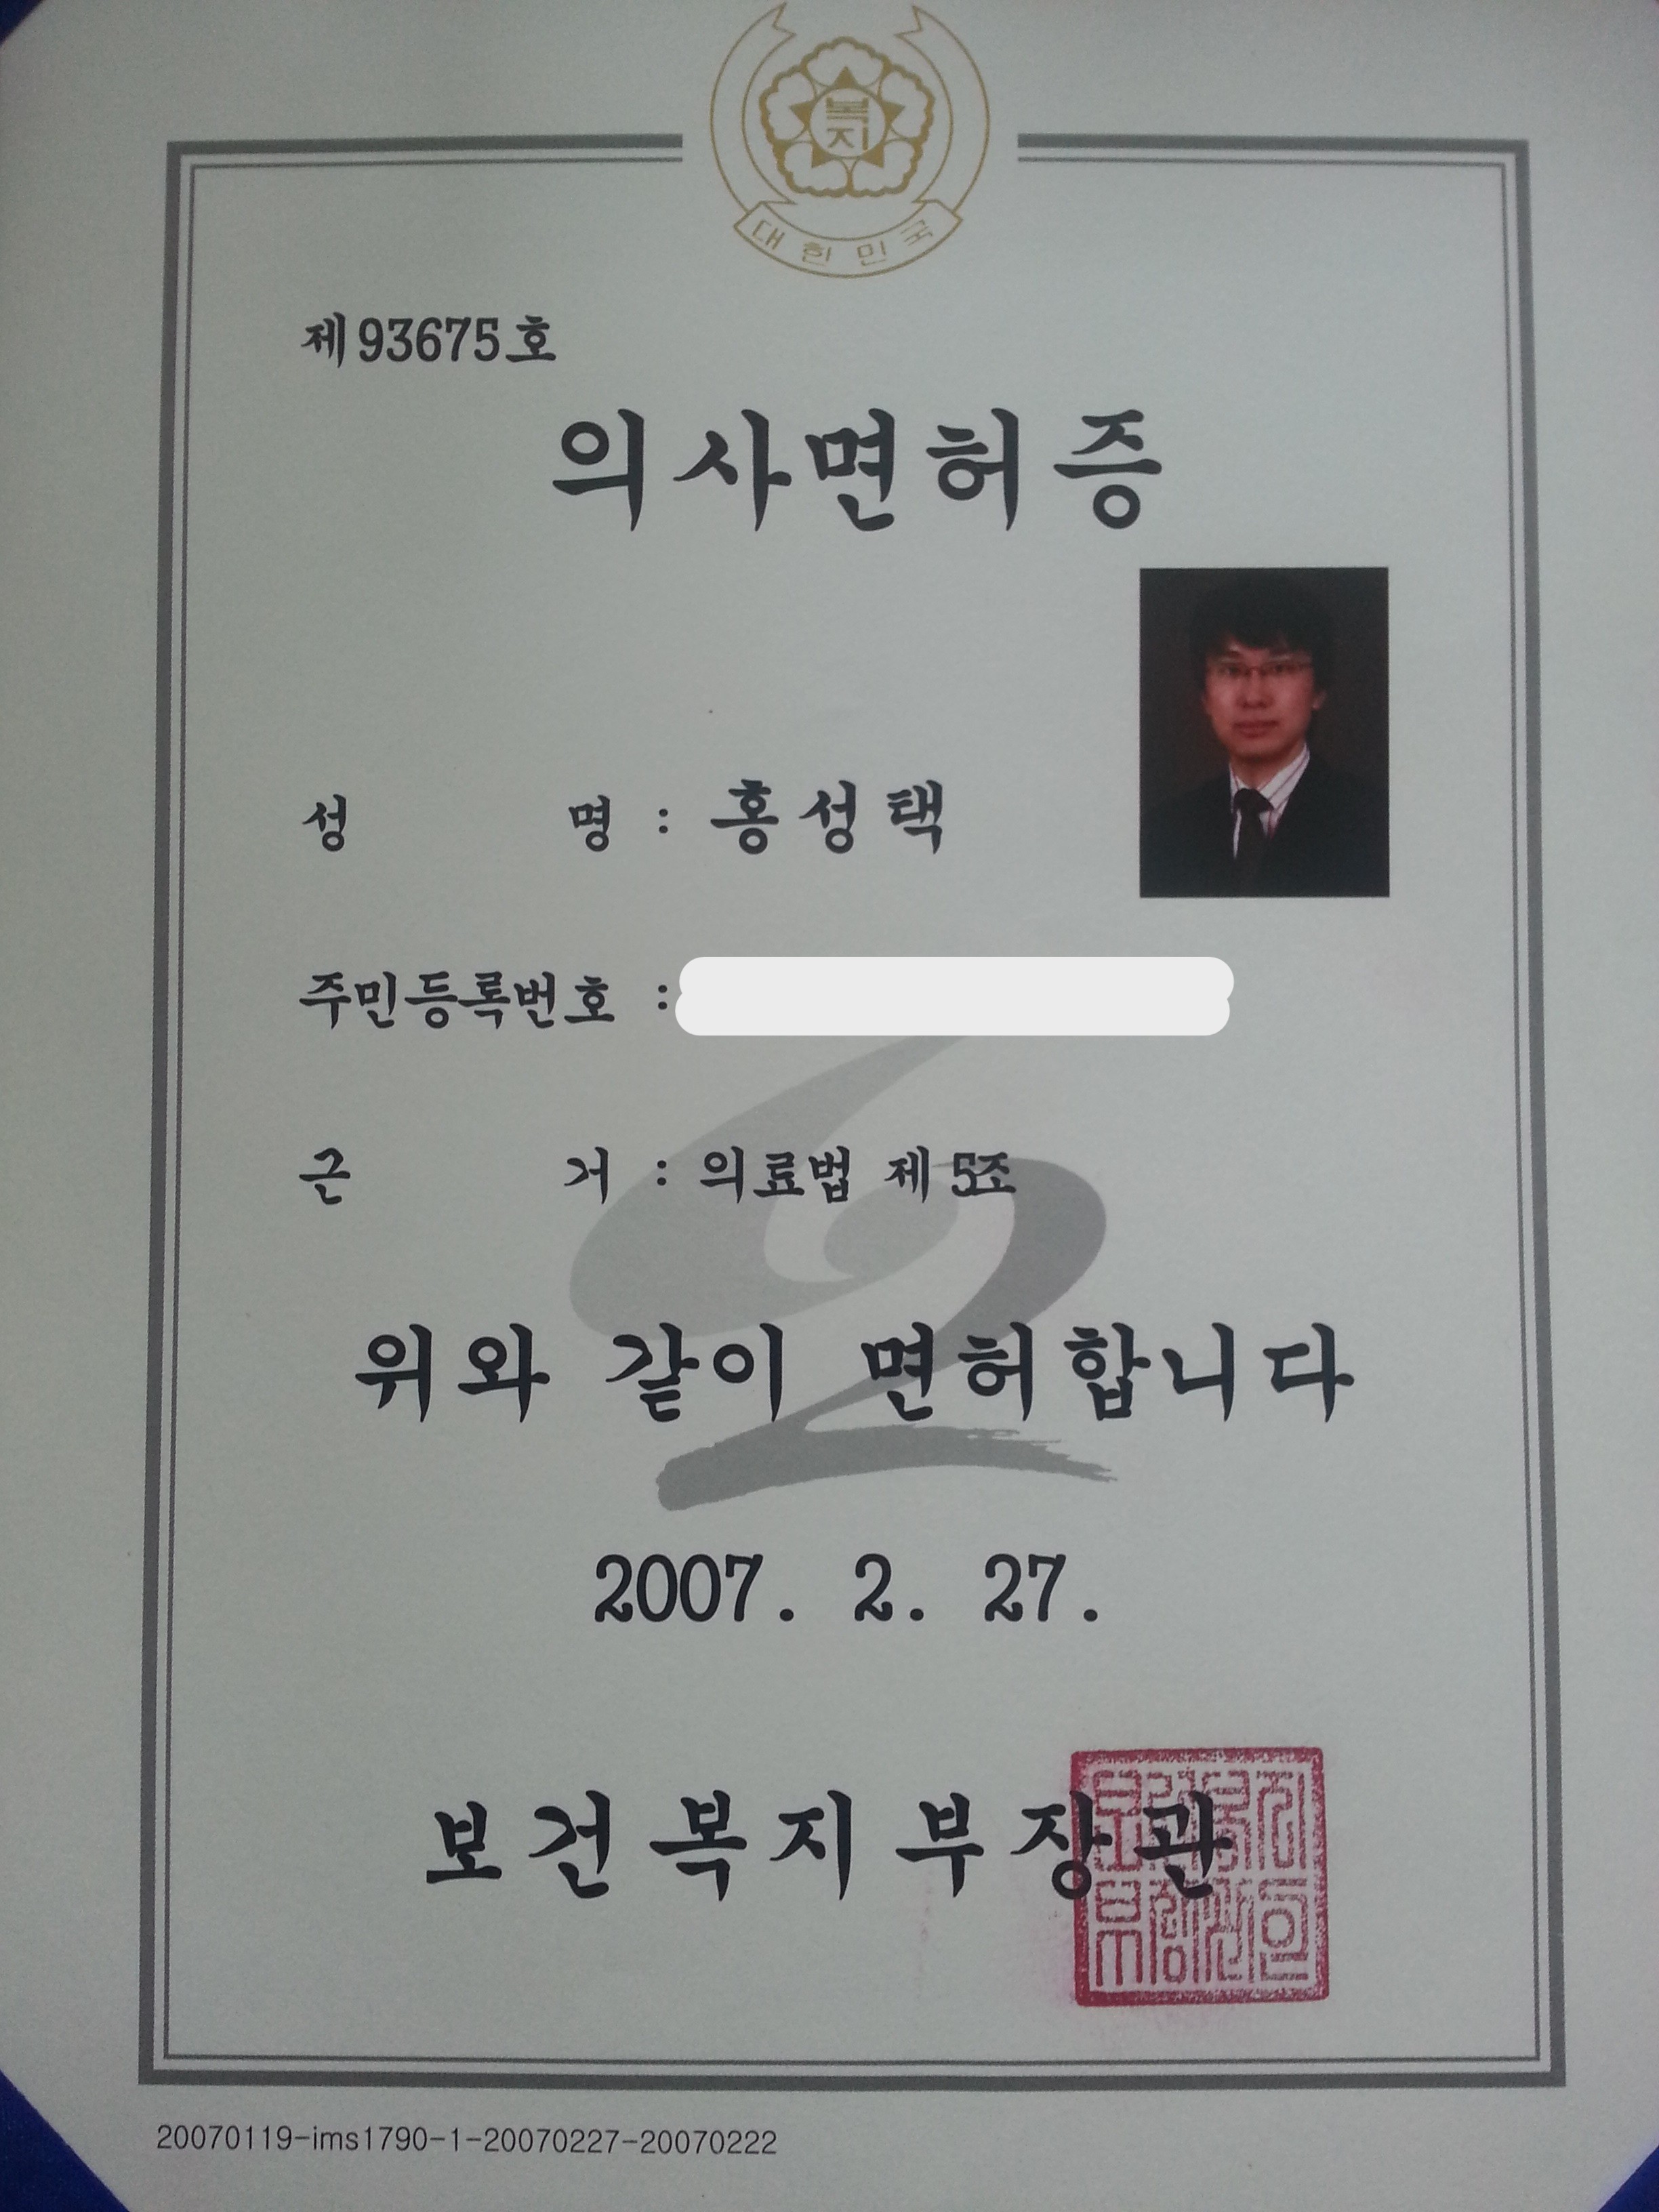 복지
대한민국
제93675호
의사면허증
성 명 : 홍성택
주민등록번호 :
근 거 : 의료법 제5조
위와 같이 면허합니다
2007. 2. 27.
보건복지부장관
20070119-ims1790-1-20070227-20070222